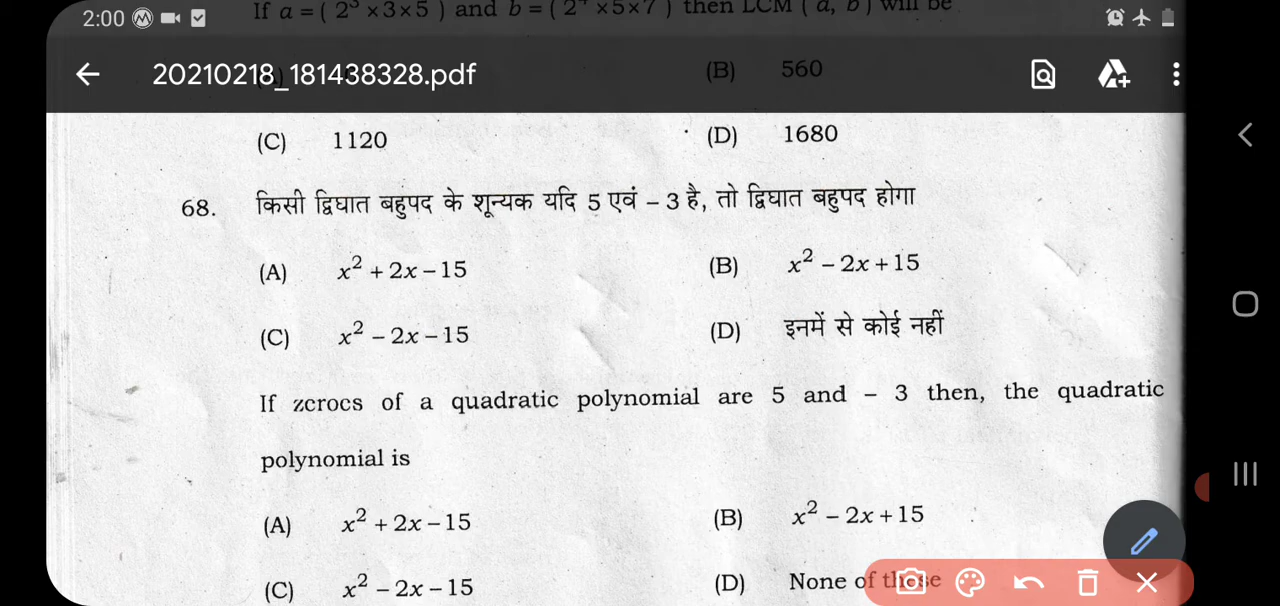 2:00
If a = ( 2³ ×3×5 ) and b = ( 2⁴ ×5×7 ) then LCM ( a, b ) will be
20210218_181438328.pdf
(B) 560
(C) 1120 (D) 1680
68. किसी द्विघात बहुपद के शून्यक यदि 5 एवं – 3 है, तो द्विघात बहुपद होगा
(A) x² + 2x – 15 (B) x² – 2x + 15
(C) x² – 2x – 15 (D) इनमें से कोई नहीं
If zcrocs of a quadratic polynomial are 5 and – 3 then, the quadratic
polynomial is
(A) x² + 2x – 15 (B) x² – 2x + 15
(C) x² – 2x – 15 (D) None of these